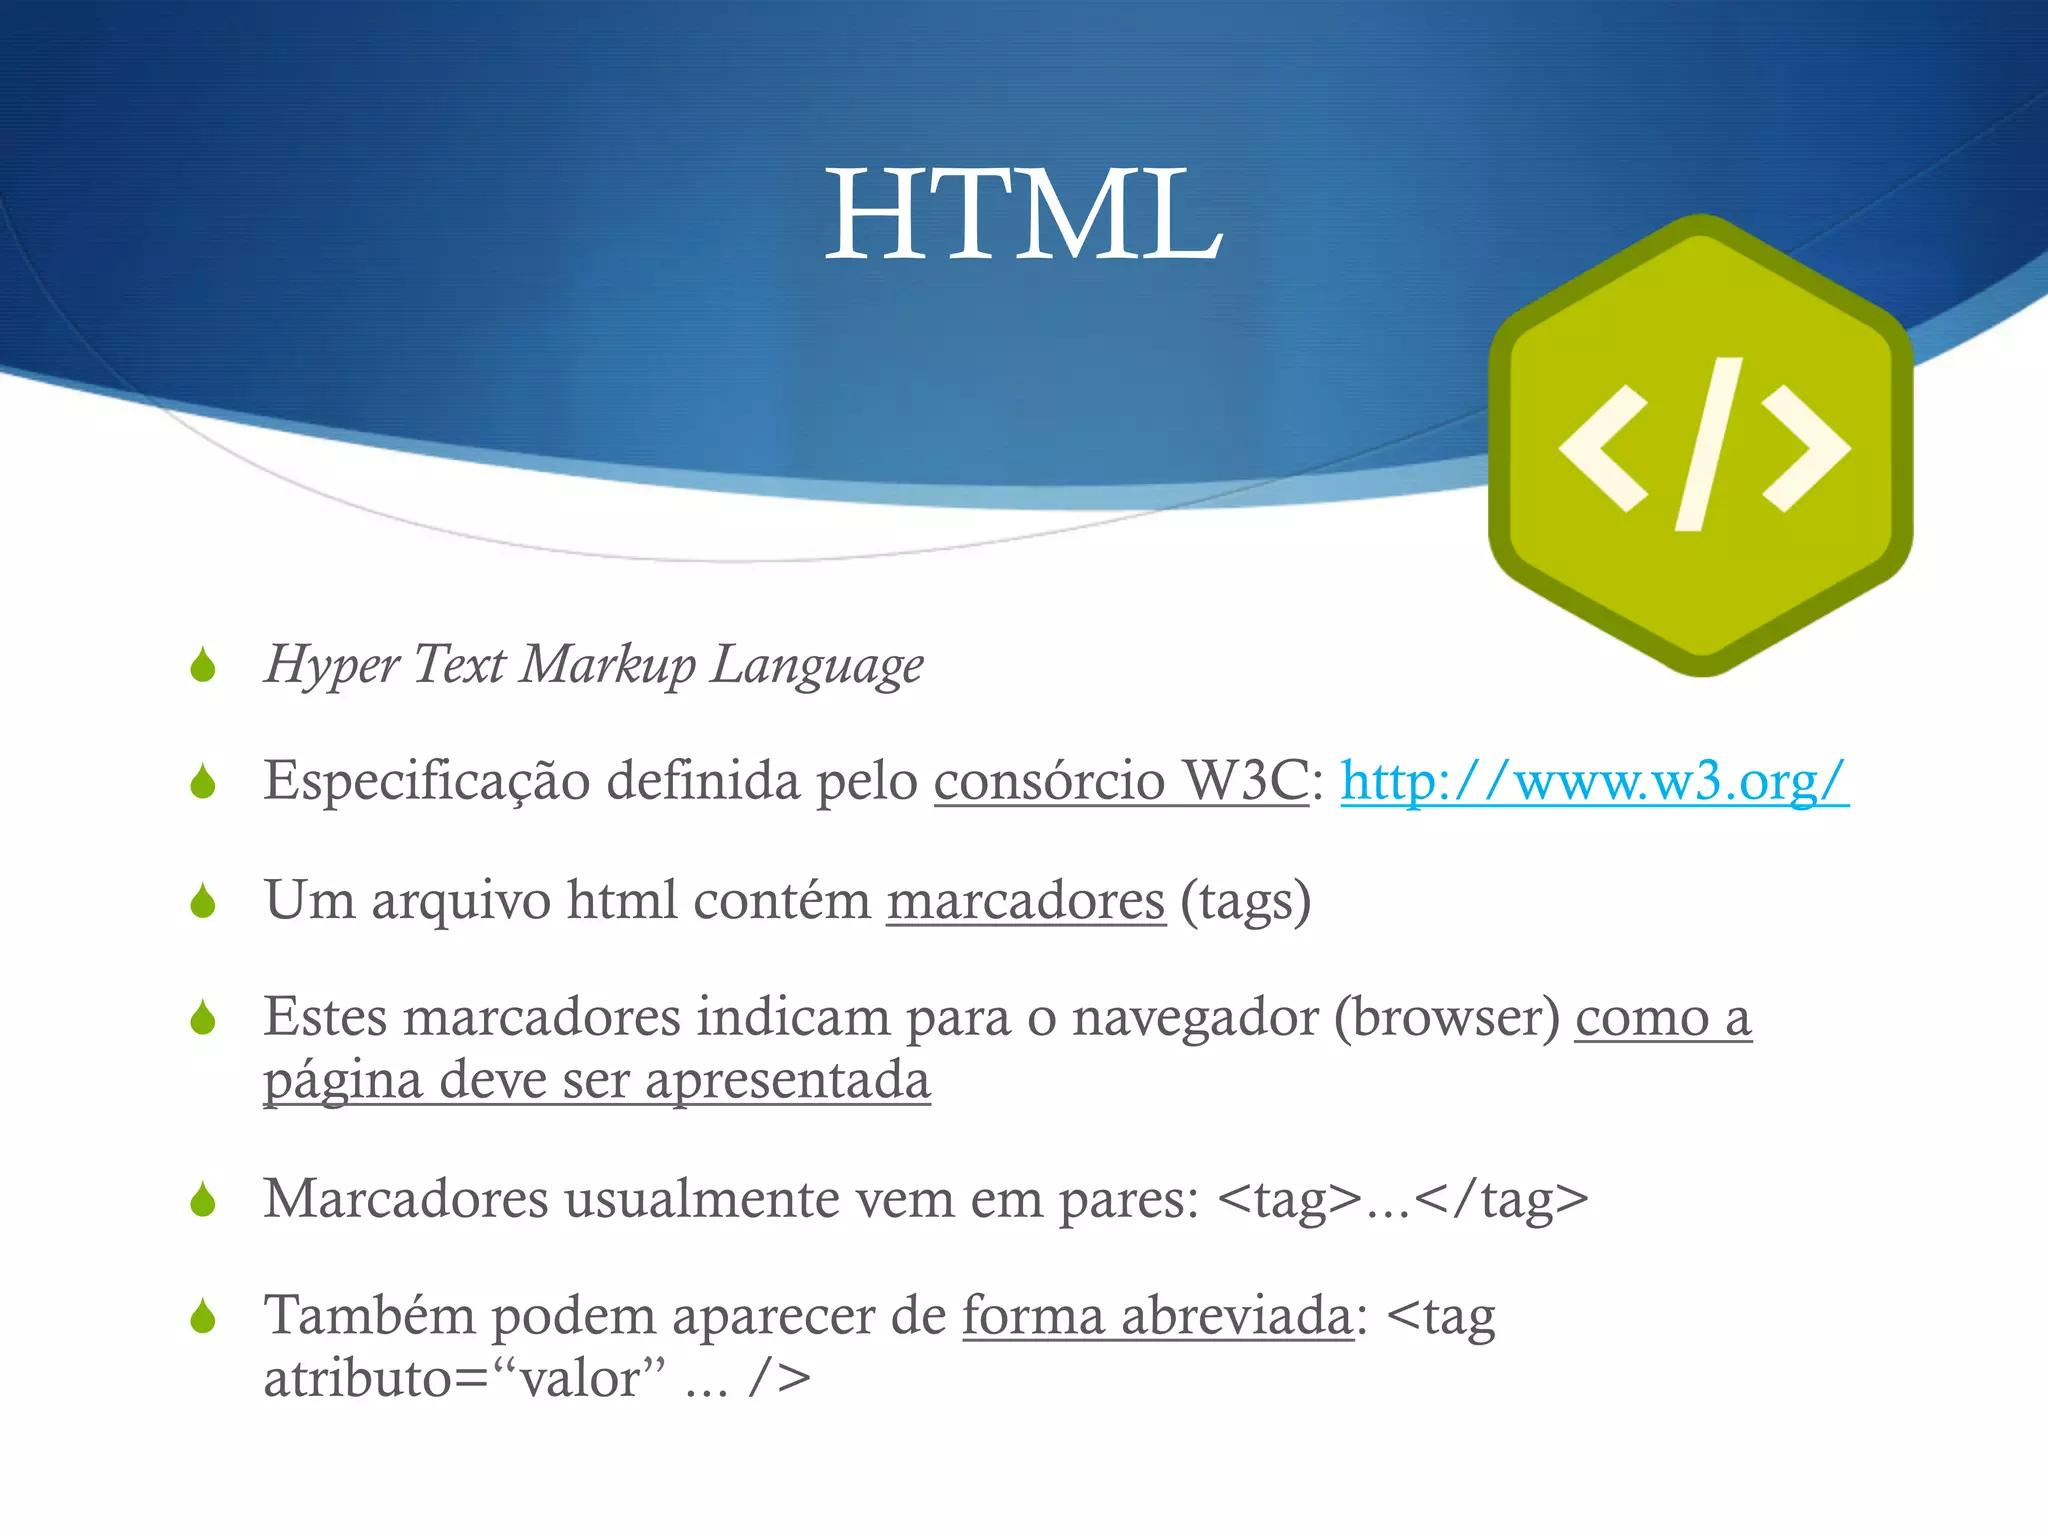 HTML
</>
Hyper Text Markup Language
Especificação definida pelo consórcio W3C: http://www.w3.org/
Um arquivo html contém marcadores (tags)
Estes marcadores indicam para o navegador (browser) como a
página deve ser apresentada
Marcadores usualmente vem em pares: <tag>...</tag>
Também podem aparecer de forma abreviada: <tag
atributo=“valor” ... />